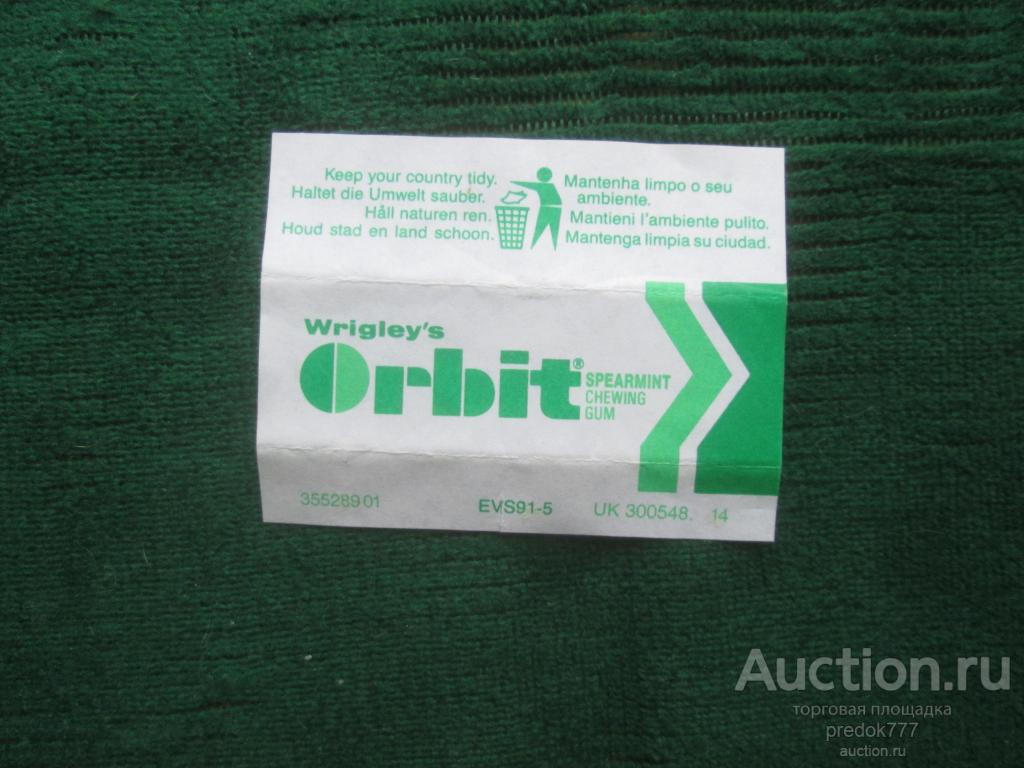 Keep your country tidy.
Haltet die Umwelt sauber.
Håll naturen ren.
Houd stad en land schoon.
Mantenha limpo o seu
ambiente.
Mantieni l'ambiente pulito.
Mantenga limpia su ciudad.
Wrigley's
Orbit®
SPEARMINT
CHEWING
GUM
355289 01 EVS91-5 UK 300548. 14
Auction.ru
торговая площадка
predok777
auction.ru